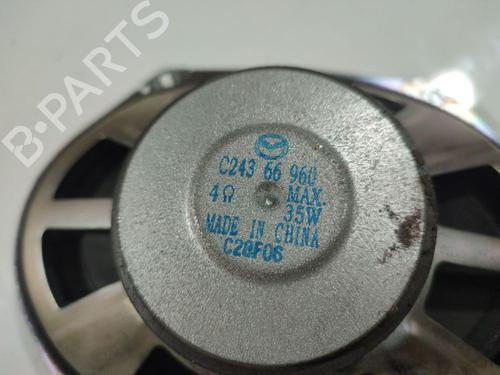 B-PARTS
C243 66 960
4Ω MAX.
35W
MADE IN CHINA
C28F06